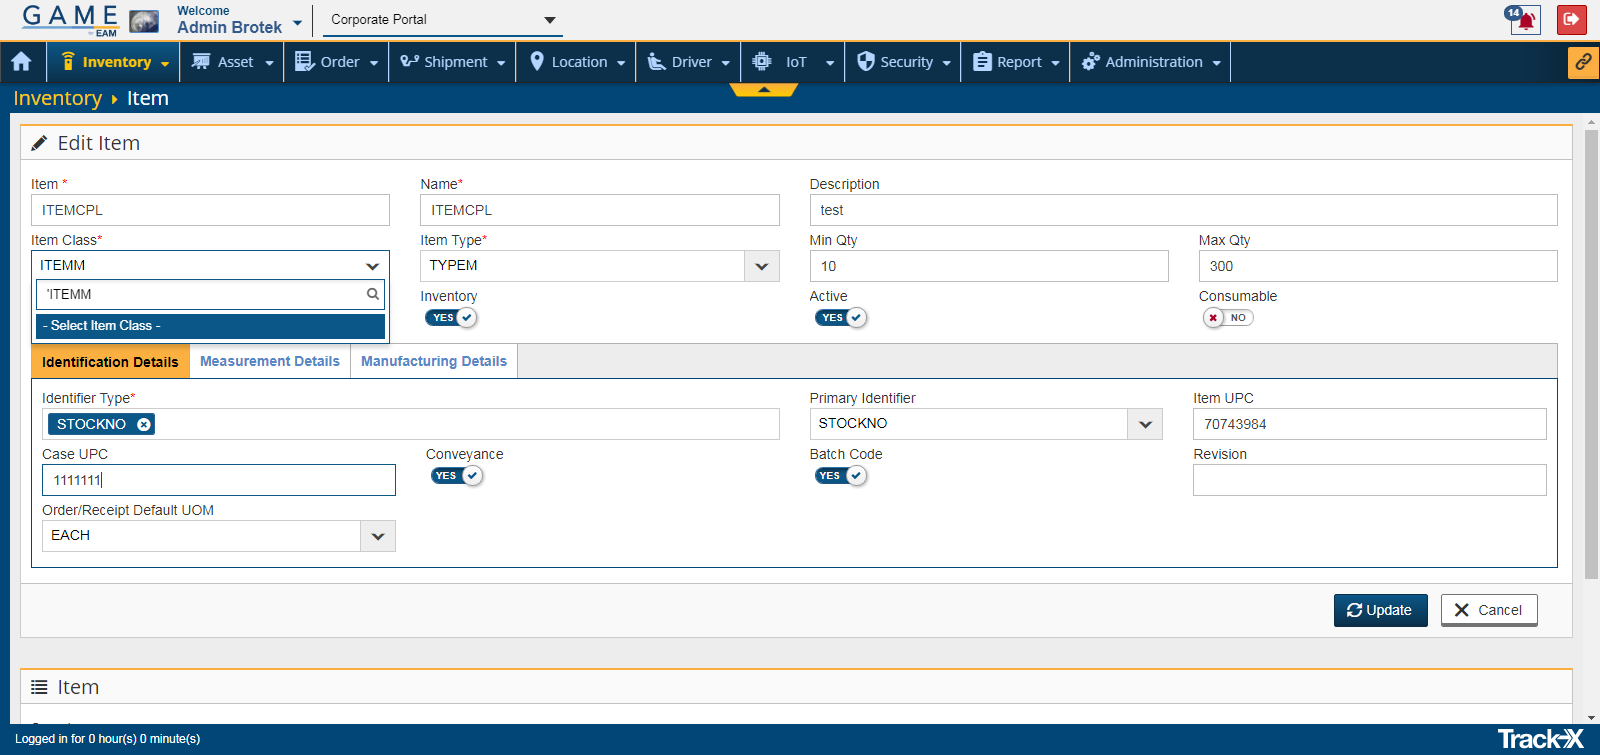 GAME
by EAM
Welcome
Admin Brotek
Corporate Portal
14
Inventory
Asset
Order
Shipment
Location
Driver
IoT
Security
Report
Administration
Inventory Item
Edit Item
Item *
Name*
Description
ITEMCPL
ITEMCPL
test
Item Class*
Item Type*
Min Qty
Max Qty
ITEMM
TYPEM
10
300
'ITEMM
Inventory
Active
Consumable
YES
YES
NO
- Select Item Class -
Identification Details
Measurement Details
Manufacturing Details
Identifier Type*
Primary Identifier
Item UPC
STOCKNO
STOCKNO
70743984
Case UPC
Conveyance
Batch Code
Revision
1111111
YES
YES
Order/Receipt Default UOM
EACH
Update
Cancel
Item
Logged in for 0 hour(s) 0 minute(s)
Track-X